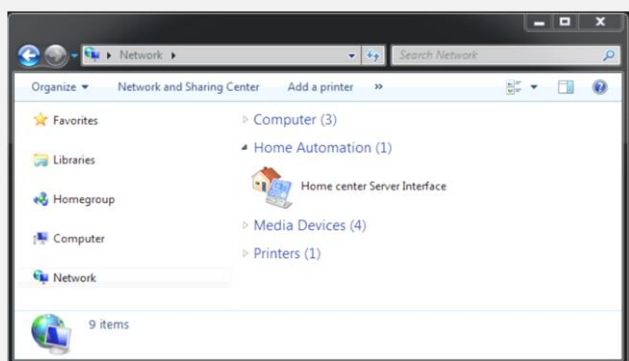 Network
Search Network
Organize
Network and Sharing Center
Add a printer
»
Favorites
Libraries
Homegroup
Computer
Network
Computer (3)
Home Automation (1)
Home center Server Interface
Media Devices (4)
Printers (1)
9 items